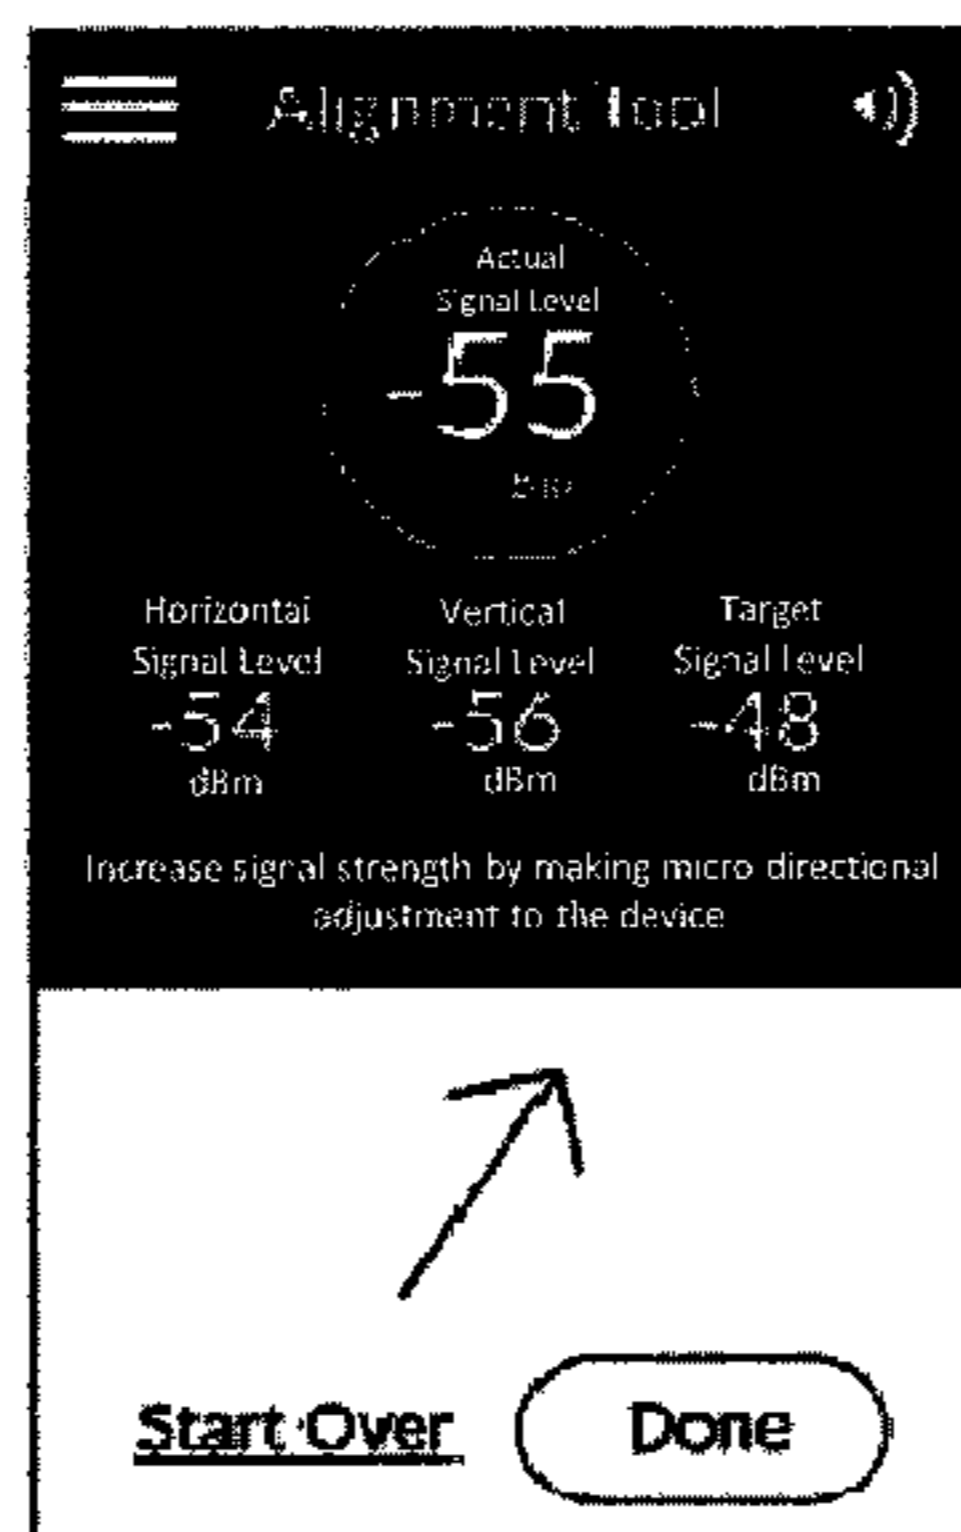 Alignment Tool
Actual
Signal Level
-55
Horizontal
Signal Level
-54
dBm
Vertical
Signal Level
-56
dBm
Target
Signal Level
-48
dBm
Increase signal strength by making micro directional
adjustment to the device
Start Over
Done